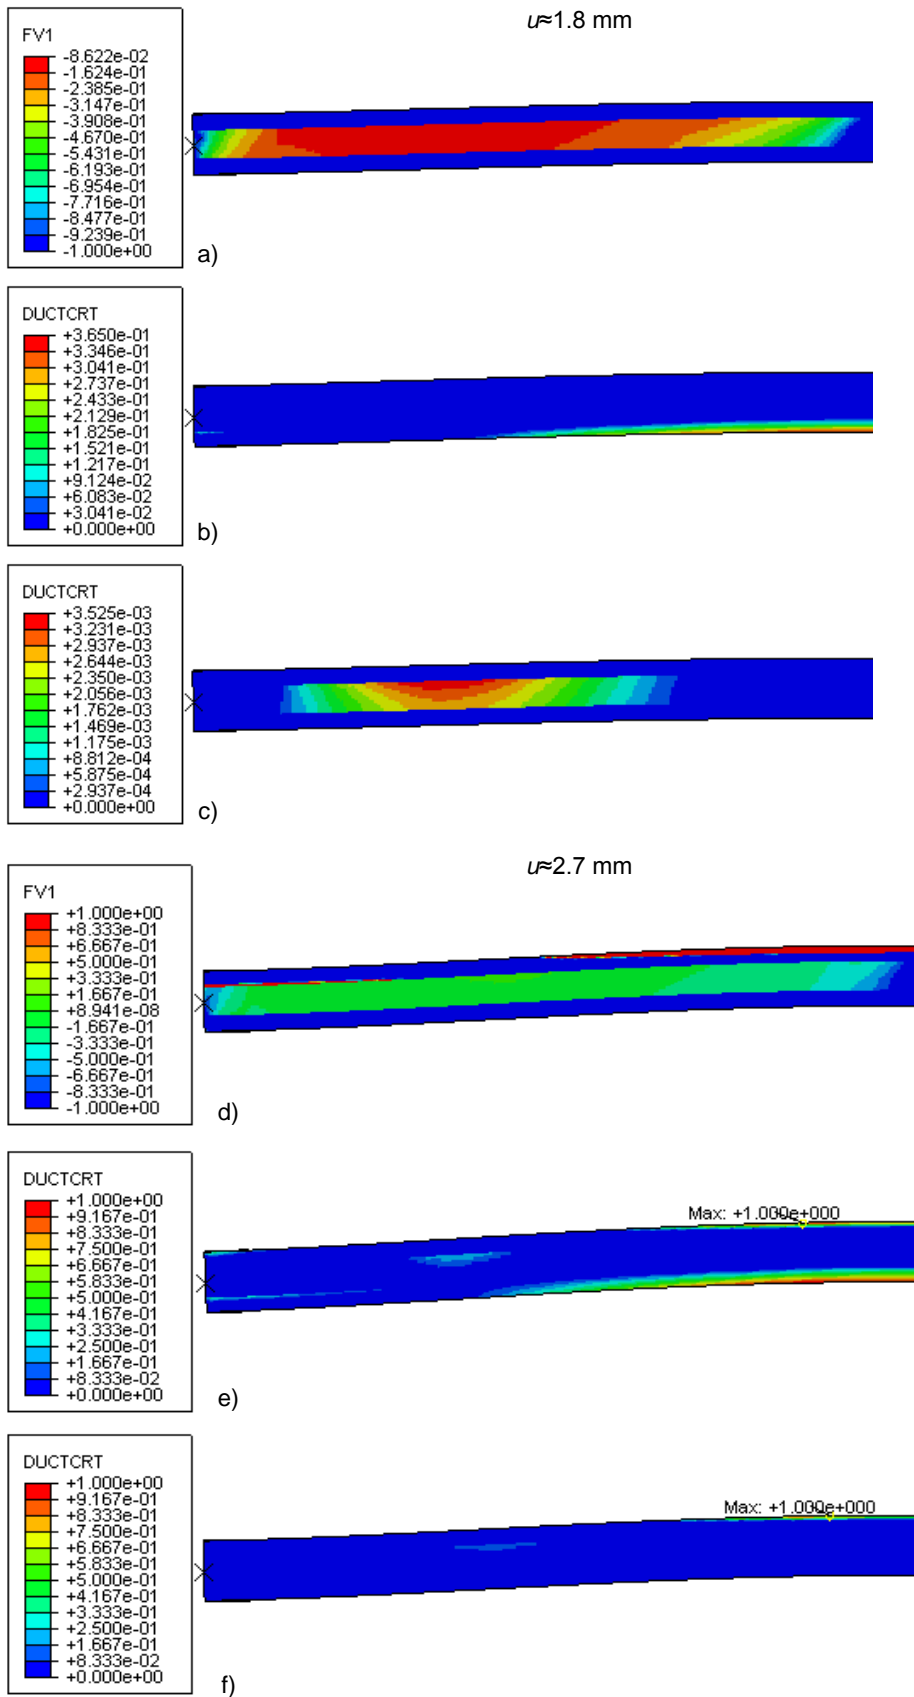 u≈1.8 mm
FV1
-8.622e-02
-1.624e-01
-2.385e-01
-3.147e-01
-3.908e-01
-4.670e-01
-5.431e-01
-6.193e-01
-6.954e-01
-7.716e-01
-8.477e-01
-9.239e-01
-1.000e+00
a)
DUCTCRT
+3.650e-01
+3.346e-01
+3.041e-01
+2.737e-01
+2.433e-01
+2.129e-01
+1.825e-01
+1.521e-01
+1.217e-01
+9.124e-02
+6.083e-02
+3.041e-02
+0.000e+00
b)
DUCTCRT
+3.525e-03
+3.231e-03
+2.937e-03
+2.644e-03
+2.350e-03
+2.056e-03
+1.762e-03
+1.469e-03
+1.175e-03
+8.812e-04
+5.875e-04
+2.937e-04
+0.000e+00
c)
u≈2.7 mm
FV1
+1.000e+00
+8.333e-01
+6.667e-01
+5.000e-01
+3.333e-01
+1.667e-01
+8.941e-08
-1.667e-01
-3.333e-01
-5.000e-01
-6.667e-01
-8.333e-01
-1.000e+00
d)
DUCTCRT
+1.000e+00
+9.167e-01
+8.333e-01
+7.500e-01
+6.667e-01
+5.833e-01
+5.000e-01
+4.167e-01
+3.333e-01
+2.500e-01
+1.667e-01
+8.333e-02
+0.000e+00
Max: +1.000e+000
e)
DUCTCRT
+1.000e+00
+9.167e-01
+8.333e-01
+7.500e-01
+6.667e-01
+5.833e-01
+5.000e-01
+4.167e-01
+3.333e-01
+2.500e-01
+1.667e-01
+8.333e-02
+0.000e+00
Max: +1.000e+000
f)